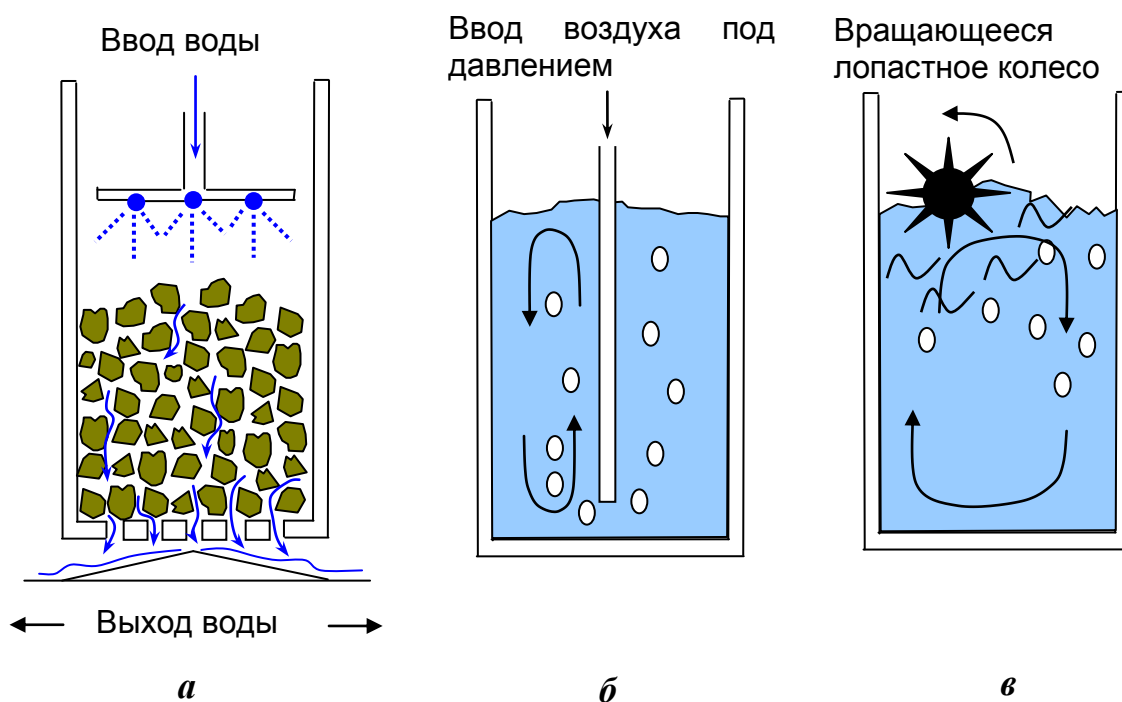 Ввод воды
Ввод воздуха под
давлением
Вращающееся
лопастное колесо
Выход воды
а
б
в